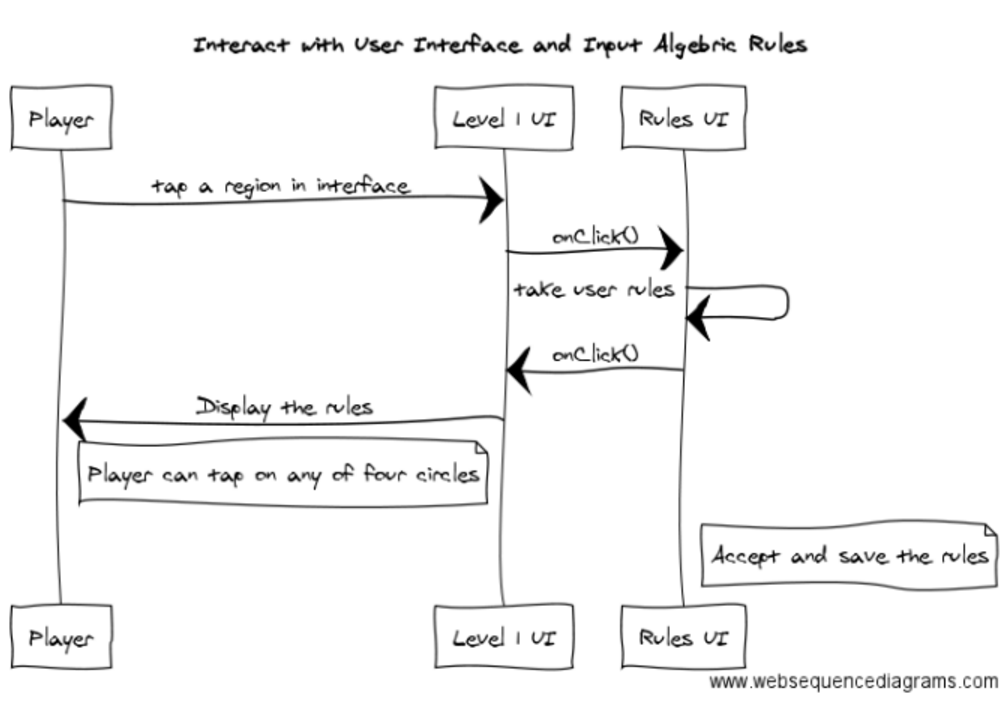 Interact with User Interface and Input Algebric Rules
Player
Level 1 UI
Rules UI
tap a region in interface
onClick()
take user rules
onClick()
Display the rules
Player can tap on any of four circles
Accept and save the rules
Player
Level 1 UI
Rules UI
www.websequencediagrams.com